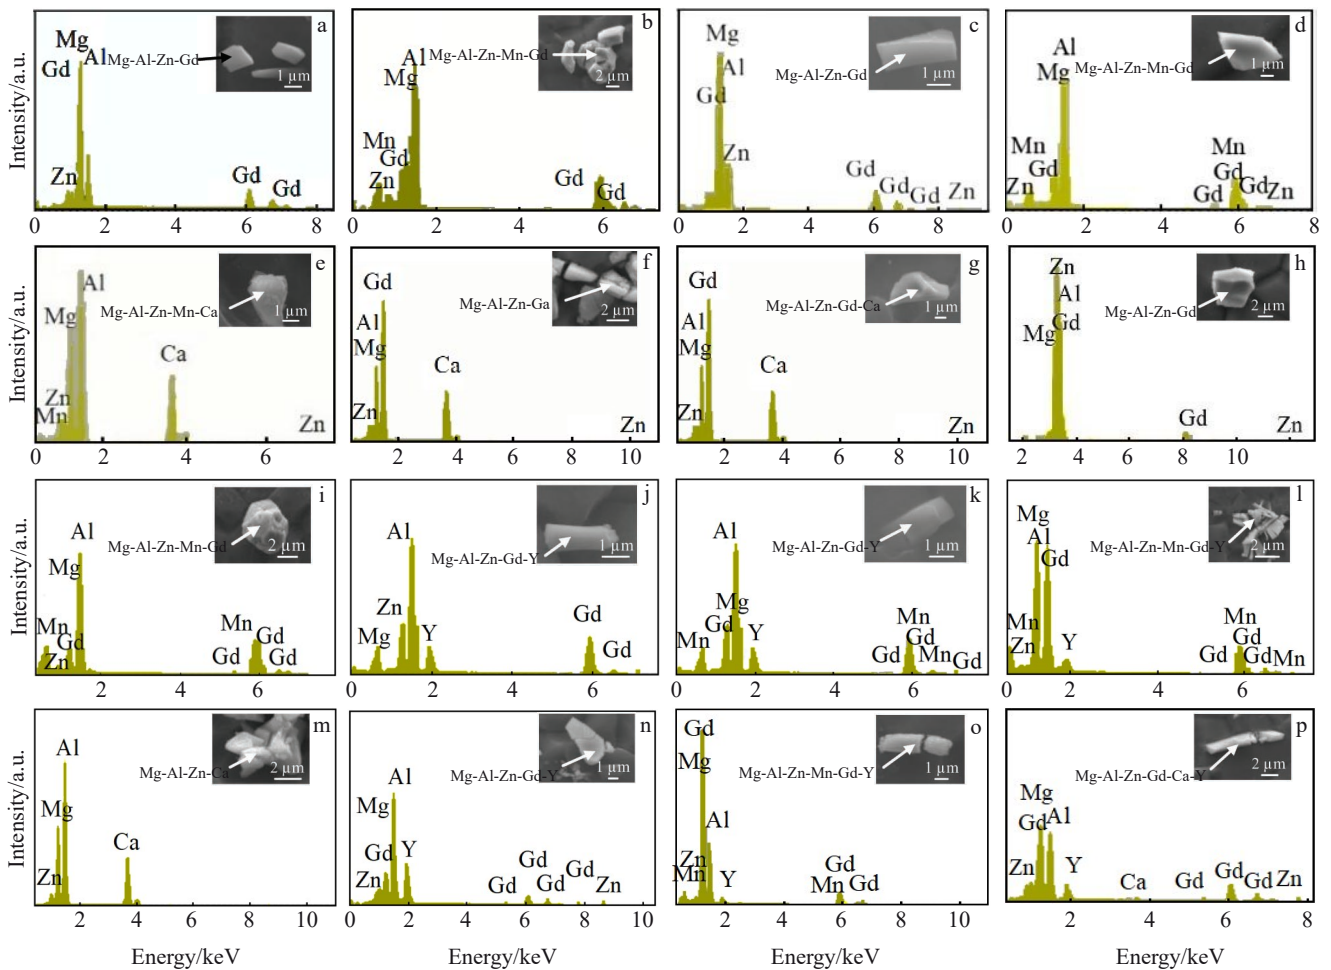 a
Mg
Al
Mg-Al-Zn-Gd
Gd
1 μm
Zn
Gd
Gd
0 2 4 6 8
Intensity/a.u.
b
Mg-Al-Zn-Mn-Gd
Al
Mg
2 μm
Mn
Gd
Zn
Gd
Gd
0 2 4 6
c
Mg
Al
Mg-Al-Zn-Gd
1 μm
Gd
Zn
Gd
Gd
Gd
Zn
0 2 4 6 8
d
Al
Mg
Mg-Al-Zn-Mn-Gd
1 μm
Mn
Gd
Zn
Mn
Gd
Gd
Gd
Zn
0 2 4 6 8
e
Al
Mg-Al-Zn-Mn-Ca
1 μm
Mg
Ca
Zn
Mn
Zn
0 2 4 6
Intensity/a.u.
f
Gd
Mg-Al-Zn-Ga
2 μm
Al
Mg
Ca
Zn
Zn
2 4 6 8 10
g
Gd
Mg-Al-Zn-Gd-Ca
1 μm
Al
Mg
Ca
Zn
Zn
2 4 6 8 10
h
Zn
Al
Mg-Al-Zn-Gd
2 μm
Gd
Mg
Gd
Zn
2 4 6 8 10
i
Al
Mg-Al-Zn-Mn-Gd
2 μm
Mg
Mn
Gd
Zn
Mn
Gd
Gd
Gd
0 2 4 6
Intensity/a.u.
j
Al
Mg-Al-Zn-Gd-Y
1 μm
Zn
Mg
Y
Gd
Gd
0 2 4 6
k
Al
Mg-Al-Zn-Gd-Y
1 μm
Mg
Gd
Mn
Y
Mn
Gd
Gd
Mn
Gd
0 2 4 6
l
Mg
Al
Gd
Mg-Al-Zn-Mn-Gd-Y
2 μm
Mn
Zn
Y
Mn
Gd
Gd
Gd
Mn
0 2 4 6
m
Al
Mg-Al-Zn-Ca
2 μm
Mg
Ca
Zn
0 2 4 6 8 10
Intensity/a.u.
Energy/keV
n
Al
Mg-Al-Zn-Gd-Y
1 μm
Mg
Gd
Y
Zn
Gd
Gd
Gd
Gd
Zn
0 2 4 6 8 10
Energy/keV
o
Gd
Mg
Mg-Al-Zn-Mn-Gd-Y
1 μm
Al
Zn
Mn
Y
Gd
Mn
Gd
0 2 4 6 8 10
Energy/keV
p
Mg-Al-Zn-Gd-Ca-Y
2 μm
Mg
Gd
Al
Zn
Y
Ca
Gd
Gd
Gd
Zn
0 2 4 6 8
Energy/keV